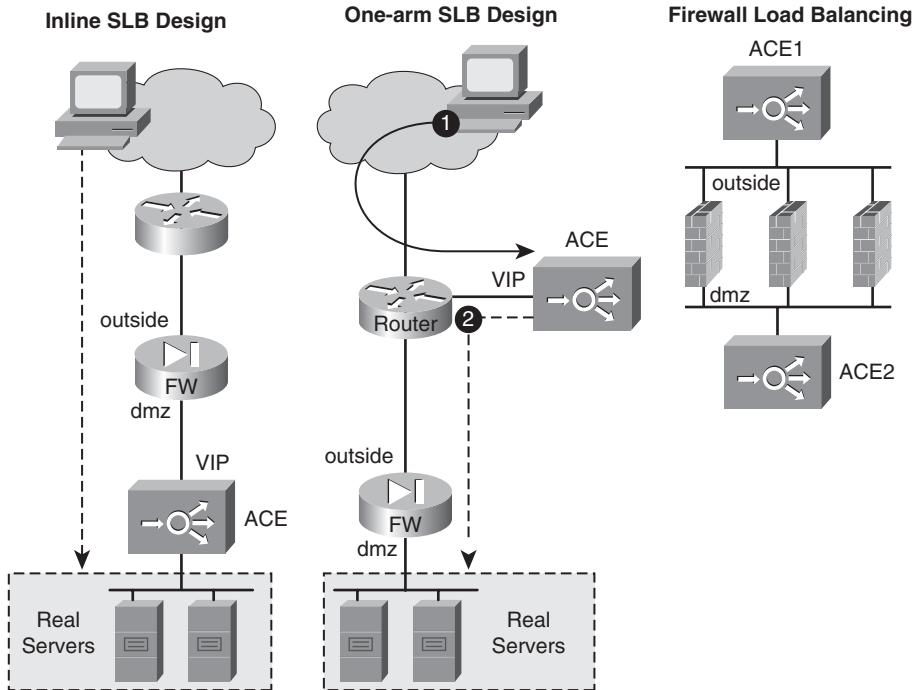 Inline SLB Design
outside
FW
dmz
VIP
ACE
Real
Servers
One-arm SLB Design
1
ACE
VIP
Router
2
outside
FW
dmz
Real
Servers
Firewall Load Balancing
ACE1
outside
dmz
ACE2